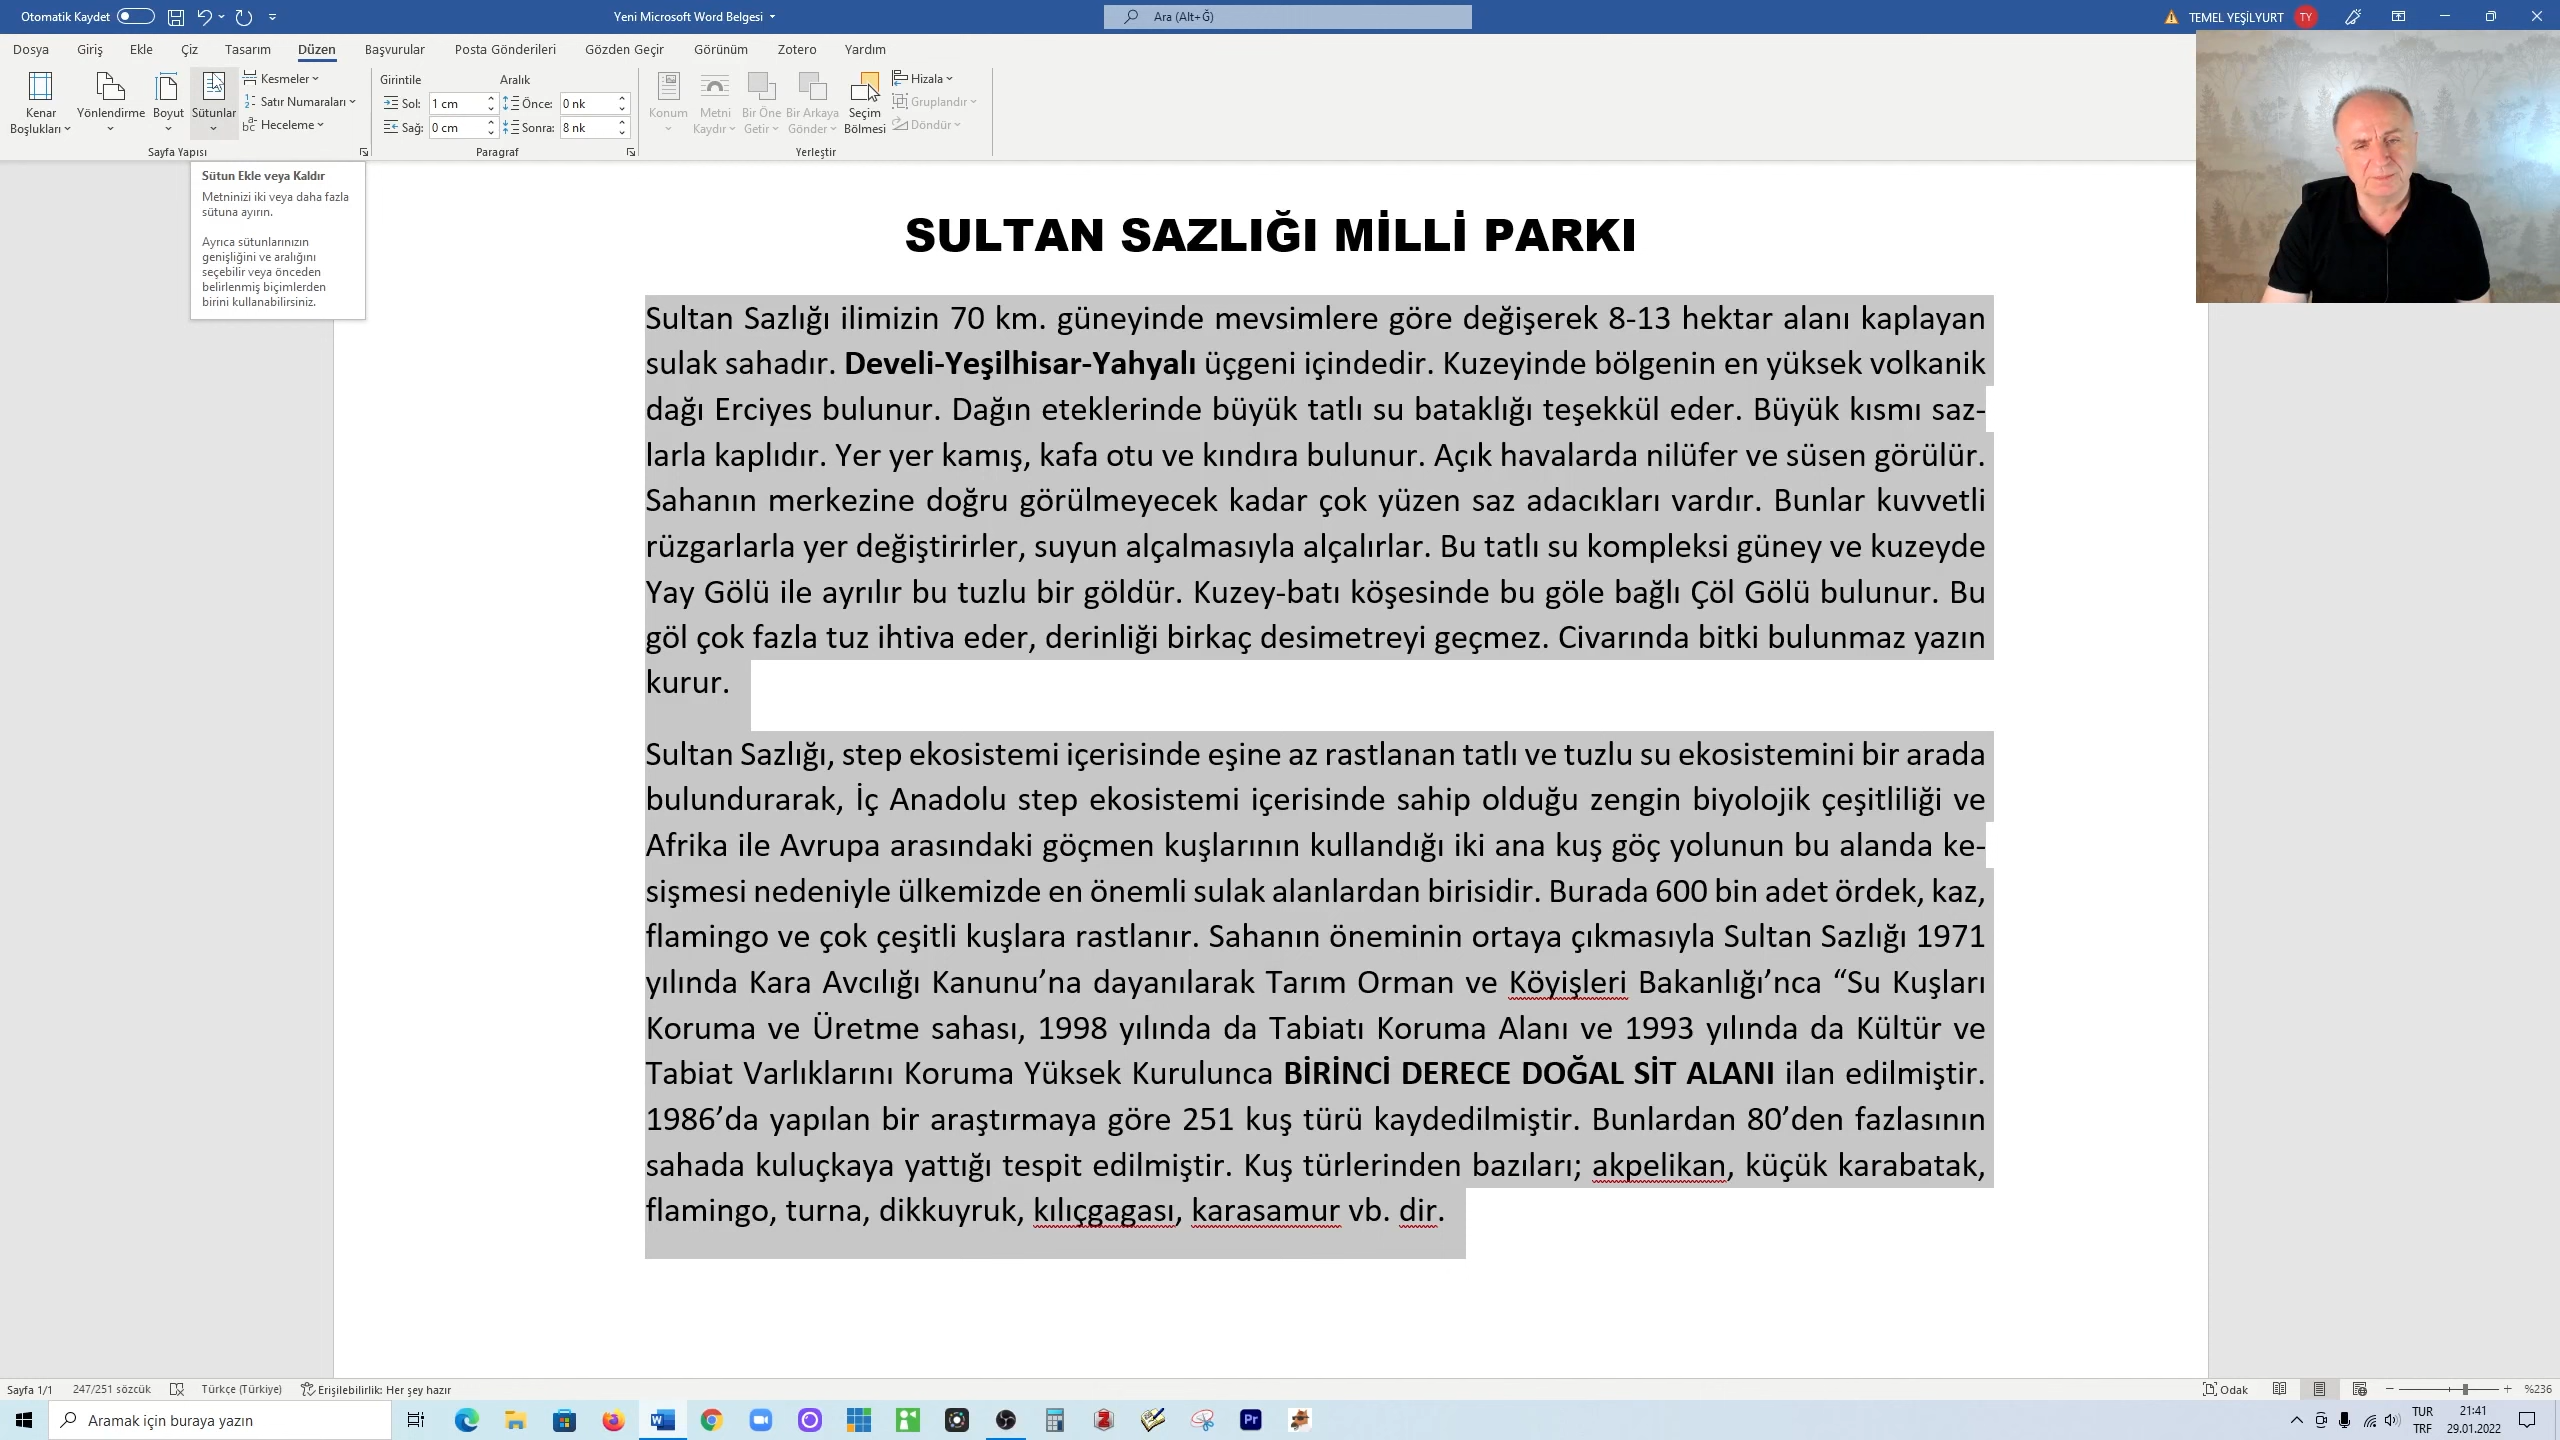 Otomatik Kaydet
Yeni Microsoft Word Belgesi
Ara (Alt+Ğ)
TEMEL YEŞİLYURT
TY
Dosya Giriş Ekle Çiz Tasarım Düzen Başvurular Posta Gönderileri Gözden Geçir Görünüm Zotero Yardım
Kenar Boşlukları
Yönlendirme
Boyut
Sütunlar
Kesmeler
Satır Numaraları
Heceleme
Sayfa Yapısı
Girintile
Sol: 1 cm
Sağ: 0 cm
Aralık
Önce: 0 nk
Sonra: 8 nk
Paragraf
Konum
Metni Kaydır
Bir Öne Getir
Bir Arkaya Gönder
Seçim Bölmesi
Hizala
Gruplandır
Döndür
Yerleştir
Sütun Ekle veya Kaldır
Metninizi iki veya daha fazla
sütuna ayırın.
Ayrıca sütunlarınızın
genişliğini ve aralığını
seçebilir veya önceden
belirlenmiş biçimlerden
birini kullanabilirsiniz.
SULTAN SAZLIĞI MİLLİ PARKI
Sultan Sazlığı ilimizin 70 km. güneyinde mevsimlere göre değişerek 8-13 hektar alanı kaplayan
sulak sahadır. Develi-Yeşilhisar-Yahyalı üçgeni içindedir. Kuzeyinde bölgenin en yüksek volkanik
dağı Erciyes bulunur. Dağın eteklerinde büyük tatlı su bataklığı teşekkül eder. Büyük kısmı saz-
larla kaplıdır. Yer yer kamış, kafa otu ve kındıra bulunur. Açık havalarda nilüfer ve süsen görülür.
Sahanın merkezine doğru görülmeyecek kadar çok yüzen saz adacıkları vardır. Bunlar kuvvetli
rüzgarlarla yer değiştirirler, suyun alçalmasıyla alçalırlar. Bu tatlı su kompleksi güney ve kuzeyde
Yay Gölü ile ayrılır bu tuzlu bir göldür. Kuzey-batı köşesinde bu göle bağlı Çöl Gölü bulunur. Bu
göl çok fazla tuz ihtiva eder, derinliği birkaç desimetreyi geçmez. Civarında bitki bulunmaz yazın
kurur.
Sultan Sazlığı, step ekosistemi içerisinde eşine az rastlanan tatlı ve tuzlu su ekosistemini bir arada
bulundurarak, İç Anadolu step ekosistemi içerisinde sahip olduğu zengin biyolojik çeşitliliği ve
Afrika ile Avrupa arasındaki göçmen kuşlarının kullandığı iki ana kuş göç yolunun bu alanda ke-
sişmesi nedeniyle ülkemizde en önemli sulak alanlardan birisidir. Burada 600 bin adet ördek, kaz,
flamingo ve çok çeşitli kuşlara rastlanır. Sahanın öneminin ortaya çıkmasıyla Sultan Sazlığı 1971
yılında Kara Avcılığı Kanunu’na dayanılarak Tarım Orman ve Köyişleri Bakanlığı’nca “Su Kuşları
Koruma ve Üretme sahası, 1998 yılında da Tabiatı Koruma Alanı ve 1993 yılında da Kültür ve
Tabiat Varlıklarını Koruma Yüksek Kurulunca BİRİNCİ DERECE DOĞAL SİT ALANI ilan edilmiştir.
1986’da yapılan bir araştırmaya göre 251 kuş türü kaydedilmiştir. Bunlardan 80’den fazlasının
sahada kuluçkaya yattığı tespit edilmiştir. Kuş türlerinden bazıları; akpelikan, küçük karabatak,
flamingo, turna, dikkuyruk, kılıçgagası, karasamur vb. dir.
Sayfa 1/1 247/251 sözcük Türkçe (Türkiye) Erişilebilirlik: Her şey hazır
Odak
%236
Aramak için buraya yazın
TUR
TRF
21:41
29.01.2022